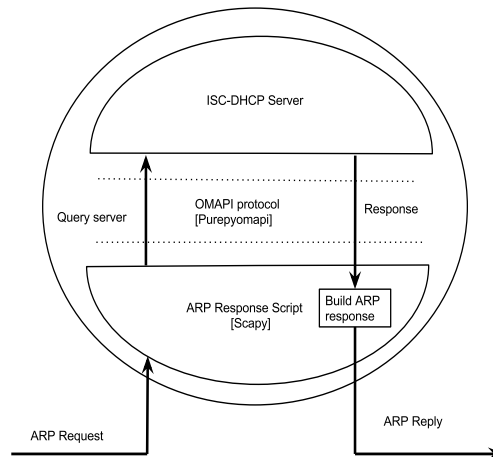 ISC-DHCP Server
OMAPI protocol
[Purepyomapi]
Query server
Response
ARP Response Script
[Scapy]
Build ARP
response
ARP Request
ARP Reply